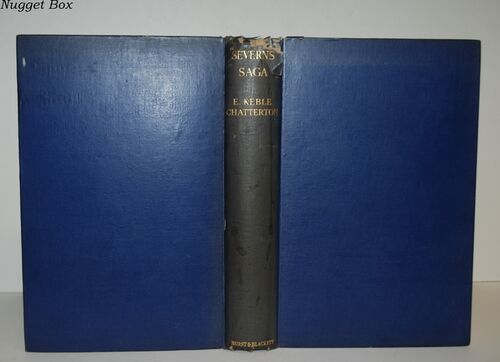 Nugget Box
SEVERN'S
SAGA
E. KEBLE
CHATTERTON
HURST & BLACKETT